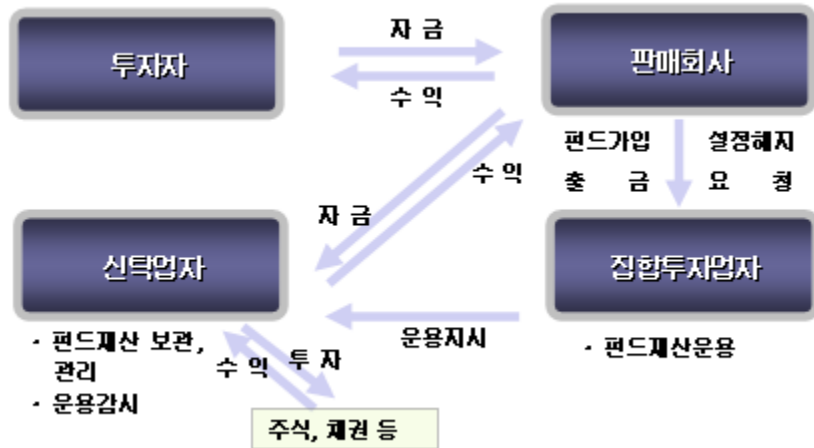 자 금
투자자
판매회사
수 익
펀드가입 설정해지
출 금 요 청
수 익
자 금
신탁업자
집합투자업자
운용지시
· 펀드재산 보관,
관리
· 운용감시
수 익
투 자
· 펀드재산운용
주식, 채권 등